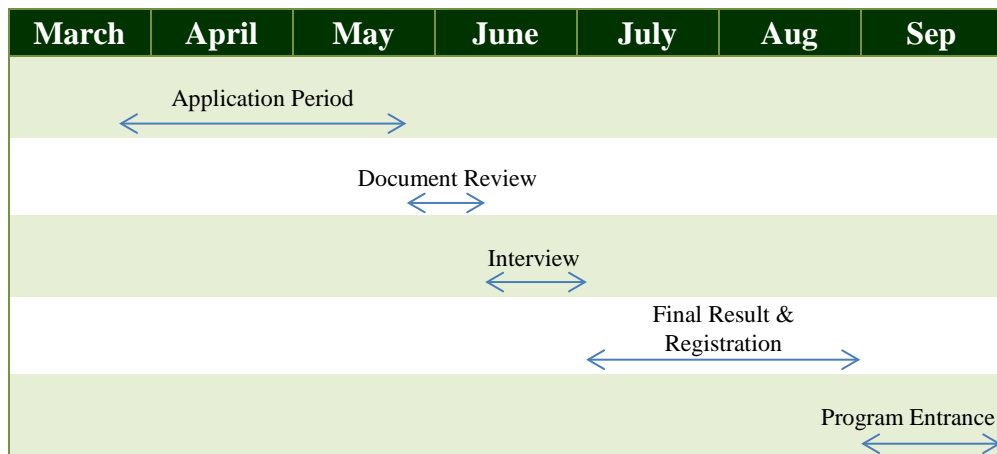 March April May June July Aug Sep
Application Period
Document Review
Interview
Final Result &
Registration
Program Entrance